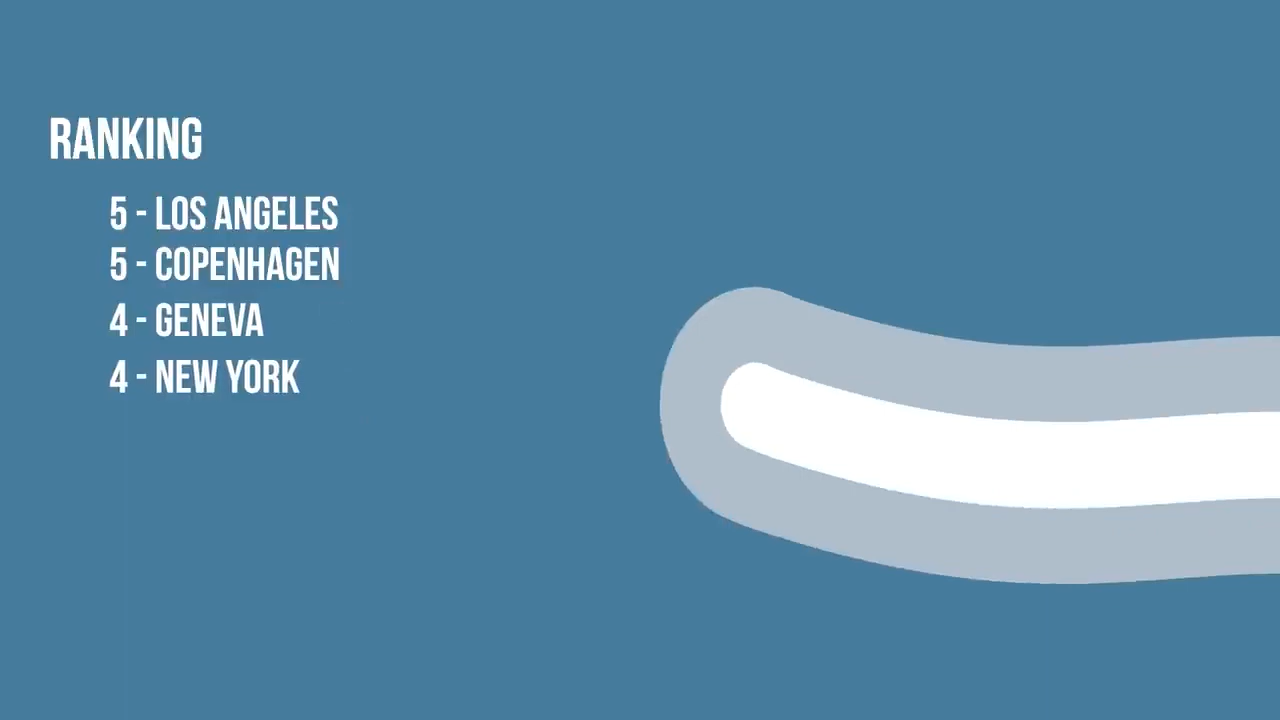 RANKING
5 - LOS ANGELES
5 - COPENHAGEN
4 - GENEVA
4 - NEW YORK